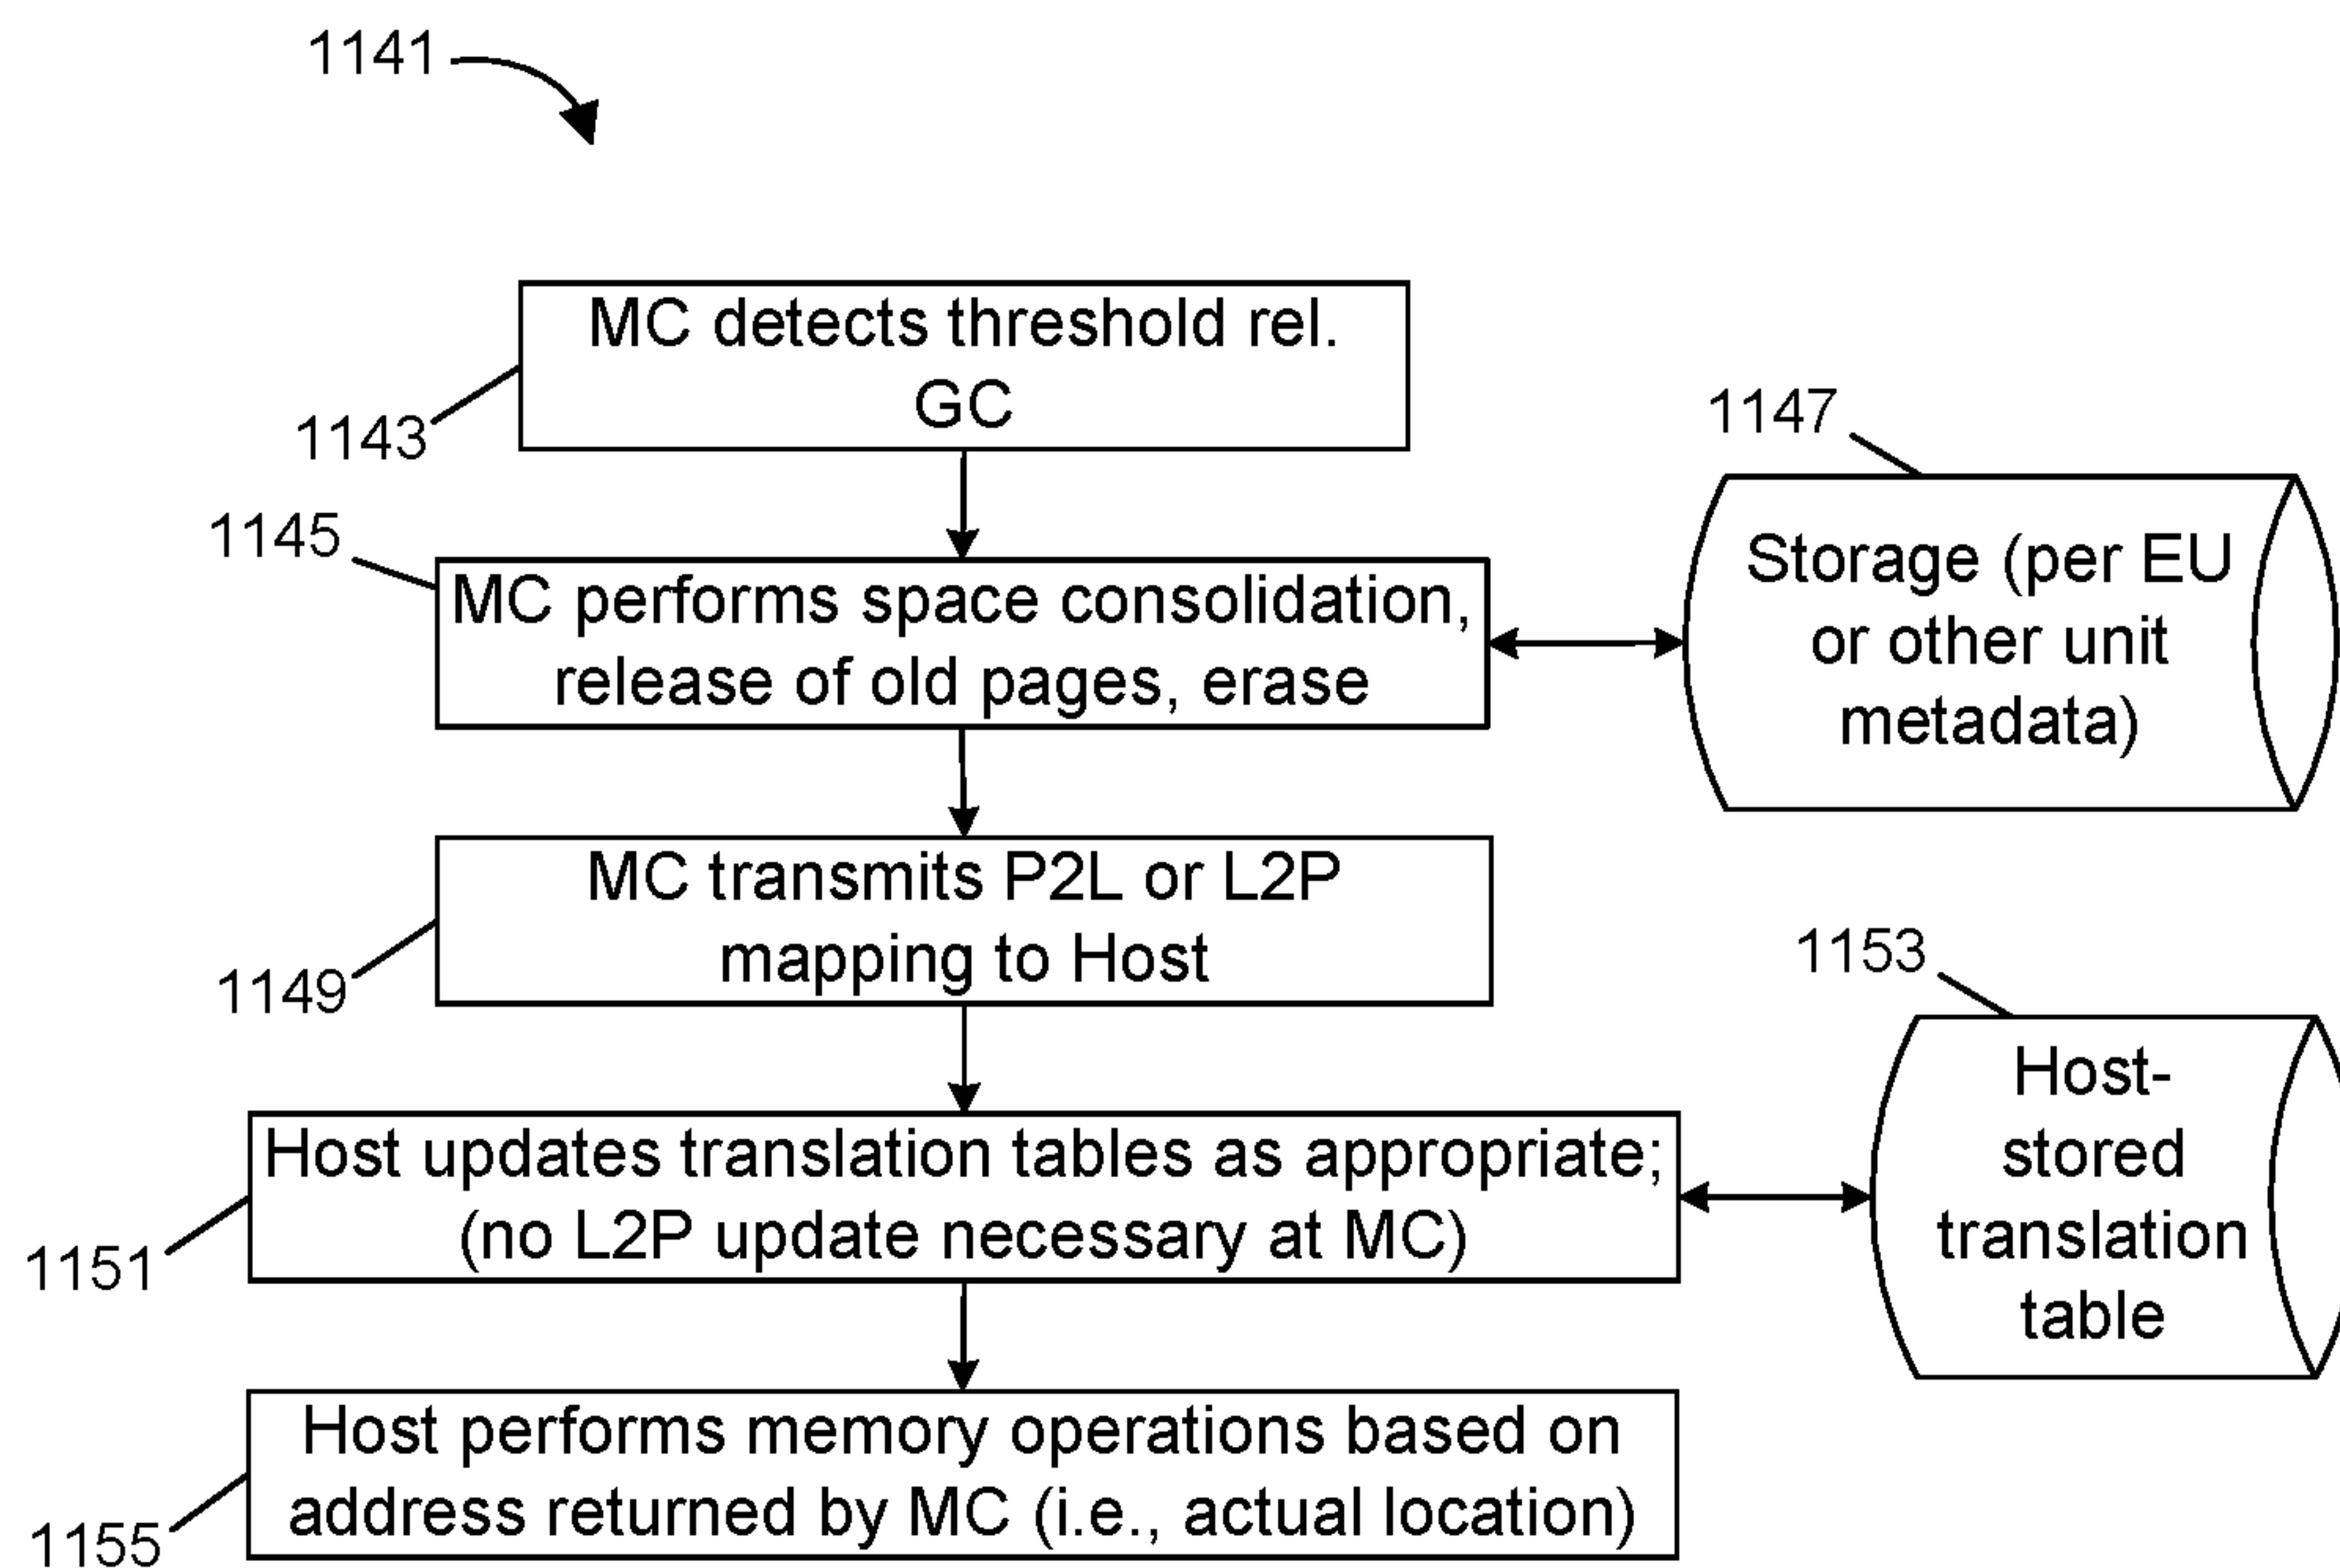 1141
MC detects threshold rel.
GC
1143
1147
1145
MC performs space consolidation,
release of old pages, erase
Storage (per EU
or other unit
metadata)
MC transmits P2L or L2P
mapping to Host
1149
1153
Host updates translation tables as appropriate;
(no L2P update necessary at MC)
1151
Host-
stored
translation
table
Host performs memory operations based on
address returned by MC (i.e., actual location)
1155